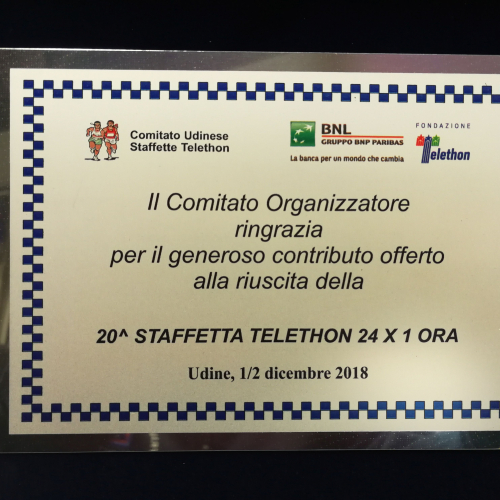 Comitato Udinese
Staffette Telethon
BNL
GRUPPO BNP PARIBAS
La banca per un mondo che cambia
FONDAZIONE
Telethon
Il Comitato Organizzatore
ringrazia
per il generoso contributo offerto
alla riuscita della
20^ STAFFETTA TELETHON 24 X 1 ORA
Udine, 1/2 dicembre 2018